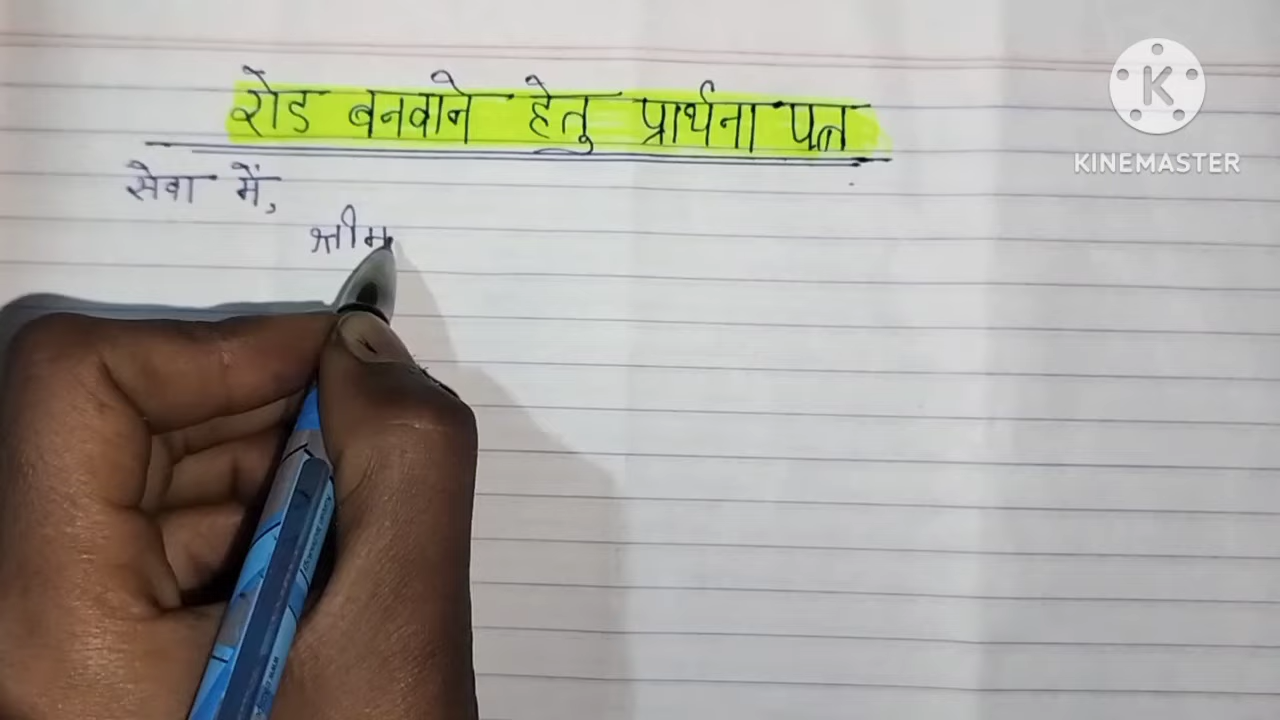 रोड बनवाने हेतु प्रार्थना पत्र
सेवा में,
श्रीम
KINEMASTER